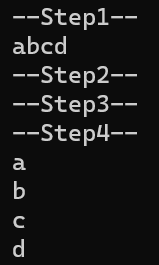 --Step1--
abcd
--Step2--
--Step3--
--Step4--
a
b
c
d